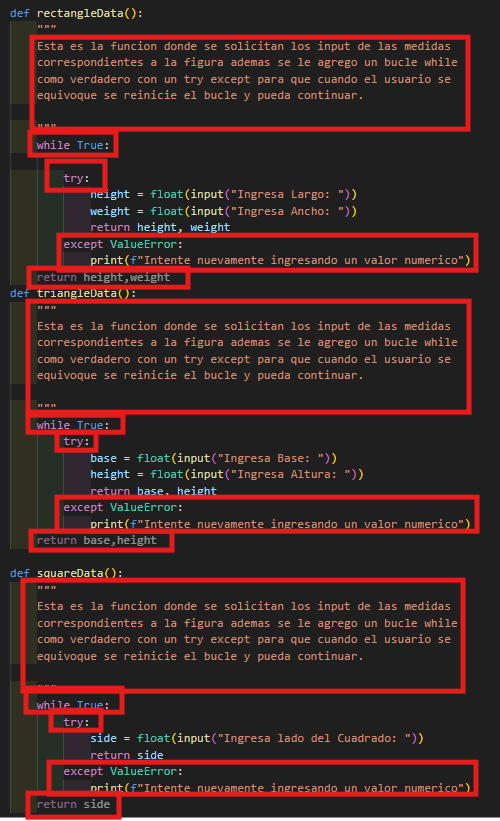 def rectangleData():
"""
Esta es la funcion donde se solicitan los input de las medidas
correspondientes a la figura ademas se le agrego un bucle while
como verdadero con un try except para que cuando el usuario se
equivoque se reinicie el bucle y pueda continuar.
"""
while True:
try:
height = float(input("Ingresa Largo: "))
weight = float(input("Ingresa Ancho: "))
return height, weight
except ValueError:
print(f"Intente nuevamente ingresando un valor numerico")
return height,weight
def triangleData():
"""
Esta es la funcion donde se solicitan los input de las medidas
correspondientes a la figura ademas se le agrego un bucle while
como verdadero con un try except para que cuando el usuario se
equivoque se reinicie el bucle y pueda continuar.
"""
while True:
try:
base = float(input("Ingresa Base: "))
height = float(input("Ingresa Altura: "))
return base, height
except ValueError:
print(f"Intente nuevamente ingresando un valor numerico")
return base,height
def squareData():
"""
Esta es la funcion donde se solicitan los input de las medidas
correspondientes a la figura ademas se le agrego un bucle while
como verdadero con un try except para que cuando el usuario se
equivoque se reinicie el bucle y pueda continuar.
"""
while True:
try:
side = float(input("Ingresa lado del Cuadrado: "))
return side
except ValueError:
print(f"Intente nuevamente ingresando un valor numerico")
return side